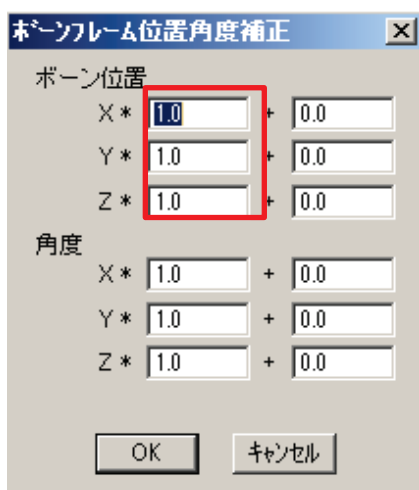 ﾎﾞｰﾝﾌﾚｰﾑ位置角度補正
ボーン位置
X * 1.0 + 0.0
Y * 1.0 + 0.0
Z * 1.0 + 0.0
角度
X * 1.0 + 0.0
Y * 1.0 + 0.0
Z * 1.0 + 0.0
OK ｷｬﾝｾﾙ